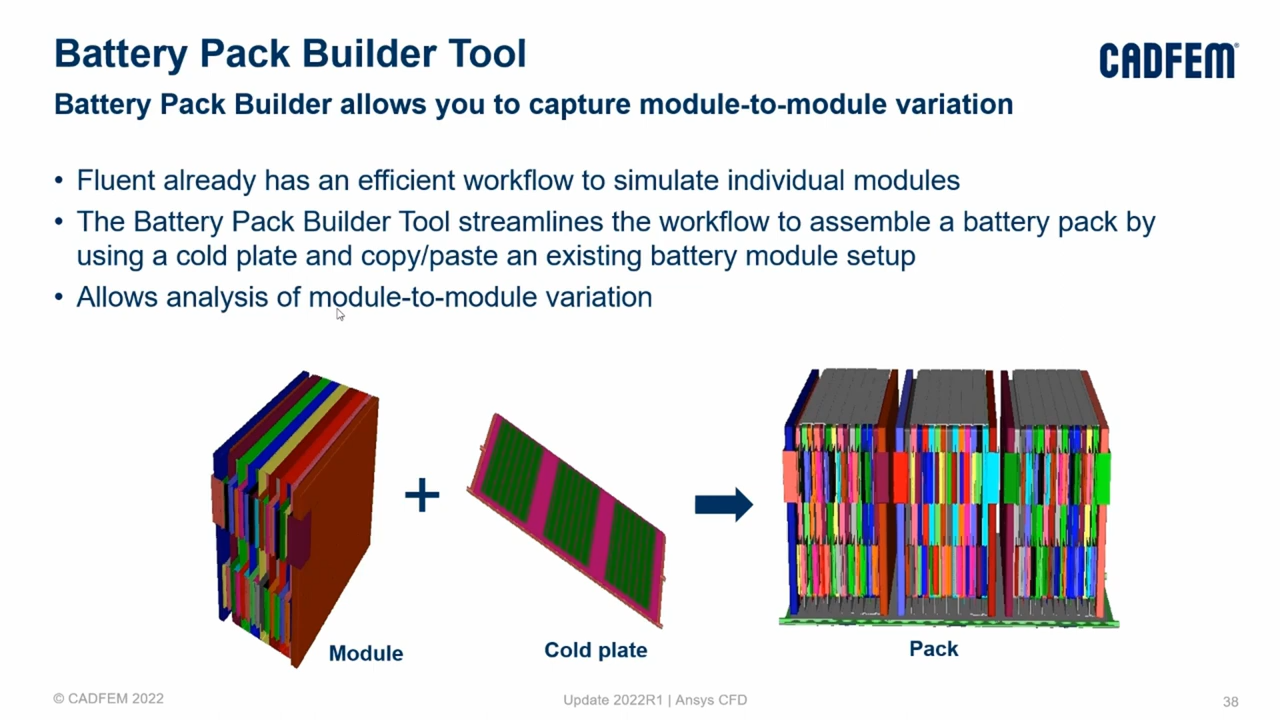 Battery Pack Builder Tool
CADFEM®
Battery Pack Builder allows you to capture module-to-module variation
• Fluent already has an efficient workflow to simulate individual modules
• The Battery Pack Builder Tool streamlines the workflow to assemble a battery pack by
using a cold plate and copy/paste an existing battery module setup
• Allows analysis of module-to-module variation
+
Module
Cold plate
Pack
© CADFEM 2022
Update 2022R1 | Ansys CFD
38